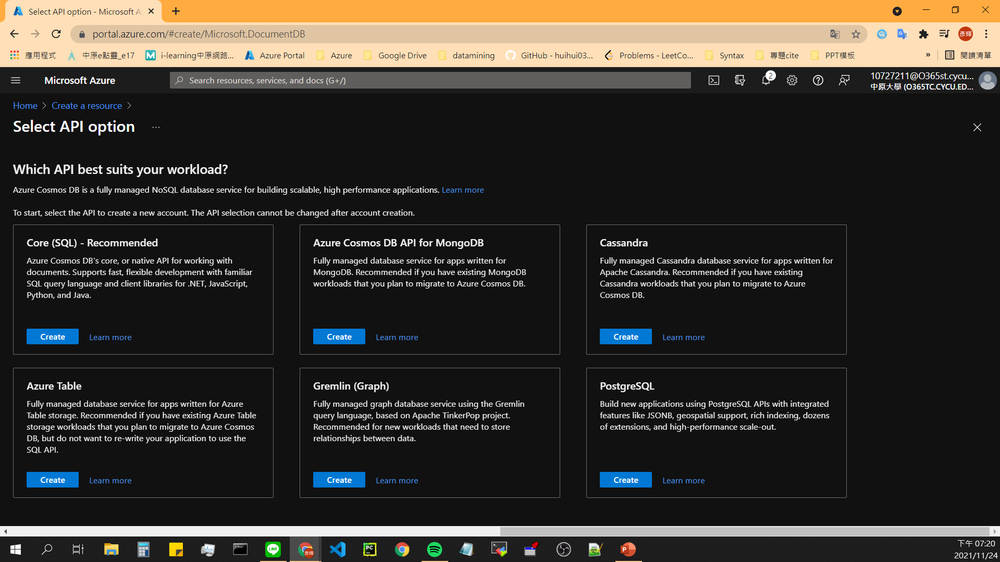 Select API option - Microsoft A
portal.azure.com/#create/Microsoft.DocumentDB
彥輝
應用程式
中原e點靈_e17
i-learning中原網路...
Azure Portal
Azure
Google Drive
datamining
GitHub - huihui03...
Problems - LeetCo...
Syntax
專題cite
PPT模板
»
閱讀清單
Microsoft Azure
Search resources, services, and docs (G+/)
2
10727211@O365st.cycu...
中原大學 (O365TC.CYCU.ED...
Home > Create a resource >
Select API option ...
Which API best suits your workload?
Azure Cosmos DB is a fully managed NoSQL database service for building scalable, high performance applications. Learn more
To start, select the API to create a new account. The API selection cannot be changed after account creation.
Core (SQL) - Recommended
Azure Cosmos DB's core, or native API for working with
documents. Supports fast, flexible development with familiar
SQL query language and client libraries for .NET, JavaScript,
Python, and Java.
Create Learn more
Azure Cosmos DB API for MongoDB
Fully managed database service for apps written for
MongoDB. Recommended if you have existing MongoDB
workloads that you plan to migrate to Azure Cosmos DB.
Create Learn more
Cassandra
Fully managed Cassandra database service for apps written for
Apache Cassandra. Recommended if you have existing
Cassandra workloads that you plan to migrate to Azure
Cosmos DB.
Create Learn more
Azure Table
Fully managed database service for apps written for Azure
Table storage. Recommended if you have existing Azure Table
storage workloads that you plan to migrate to Azure Cosmos
DB, but do not want to re-write your application to use the
SQL API.
Create Learn more
Gremlin (Graph)
Fully managed graph database service using the Gremlin
query language, based on Apache TinkerPop project.
Recommended for new workloads that need to store
relationships between data.
Create Learn more
PostgreSQL
Build new applications using PostgreSQL APIs with integrated
features like JSONB, geospatial support, rich indexing, dozens
of extensions, and high-performance scale-out.
Create Learn more
LINE
PC
P
下午 07:20
2021/11/24